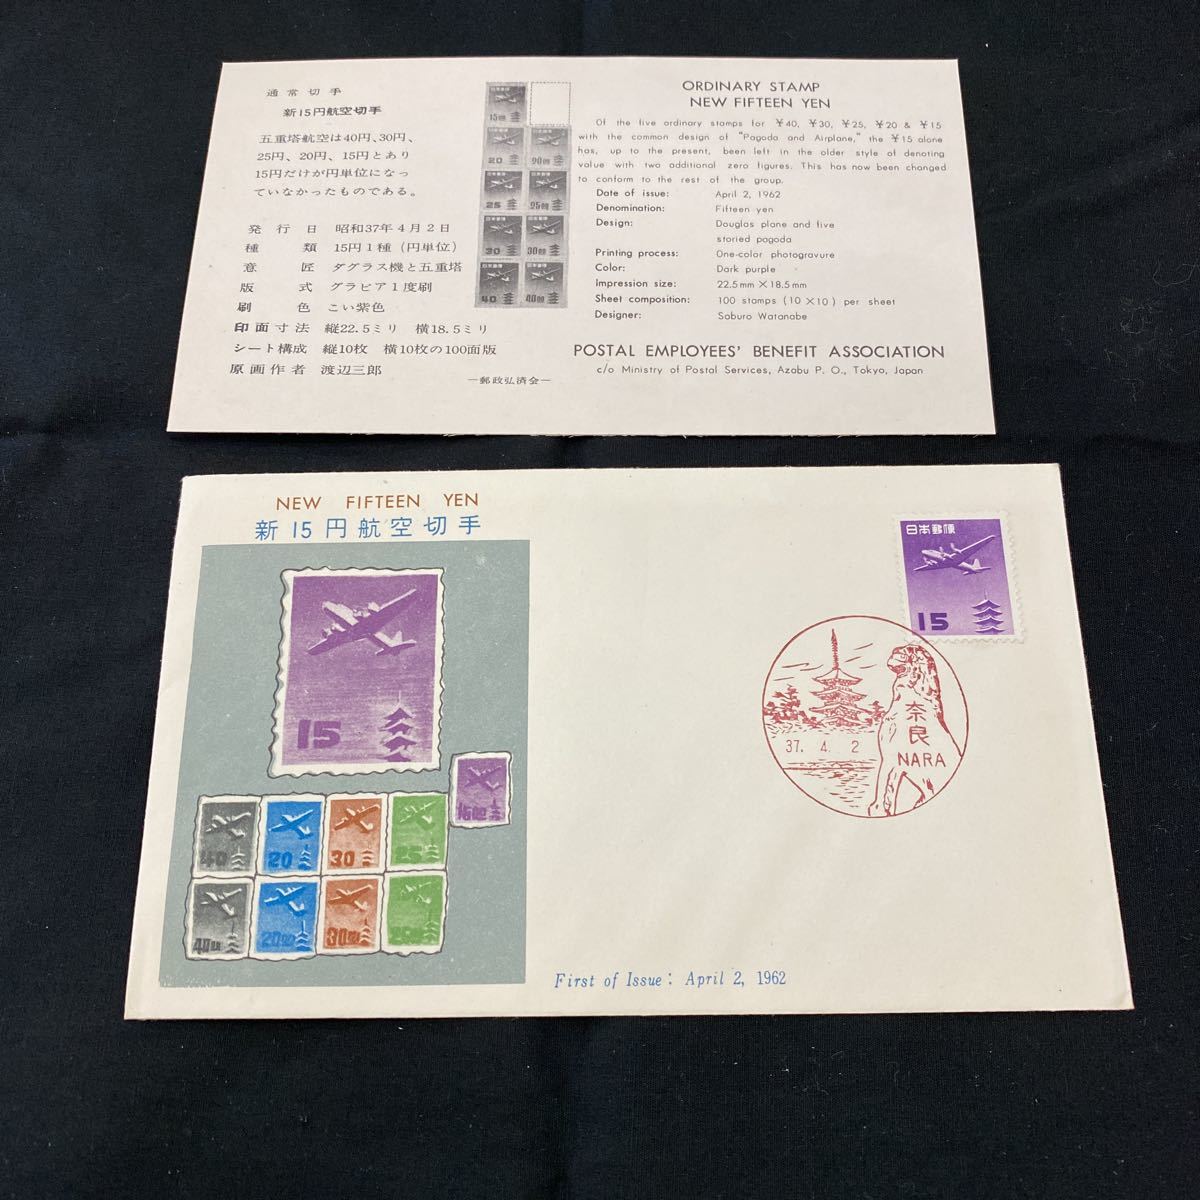 通常切手
新15円航空切手
五重塔航空は40円、30円、
25円、20円、15円とあり
15円だけが円単位になっ
ていなかったものである。
発行日 昭和37年4月2日
種類 15円1種（円単位）
意匠 ダグラス機と五重塔
版式 グラビア1度刷
刷色 こい紫色
印面寸法 縦22.5ミリ 横18.5ミリ
シート構成 縦10枚 横10枚の100面版
原画作者 渡辺三郎
―郵政弘済会―
ORDINARY STAMP
NEW FIFTEEN YEN
Of the five ordinary stamps for ¥40, ¥30, ¥25, ¥20 & ¥15
with the common design of "Pagoda and Airplane," the ¥15 alone
has, up to the present, been left in the older style of denoting
value with two additional zero figures. This has now been changed
to conform to the rest of the group.
Date of issue: April 2, 1962
Denomination: Fifteen yen
Design: Douglas plane and five
storied pagoda
Printing process: One-color photogravure
Color: Dark purple
Impression size: 22.5mm × 18.5mm
Sheet composition: 100 stamps (10 × 10) per sheet
Designer: Saburo Watanabe
POSTAL EMPLOYEES' BENEFIT ASSOCIATION
c/o Ministry of Postal Services, Azabu P. O., Tokyo, Japan
NEW FIFTEEN YEN
新15円航空切手
15
40 20 30 25
日本郵便
15
奈良
37. 4. 2
NARA
First of Issue: April 2, 1962